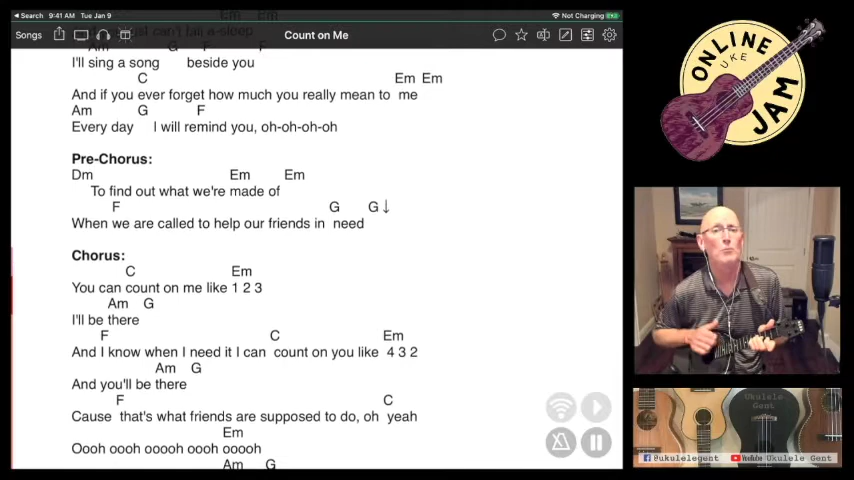 Search 9:41 AM Tue Jan 9
Not Charging
Em Em
Songs
Count on Me
Am G F F
I'll sing a song beside you
C Em Em
And if you ever forget how much you really mean to me
Am G F
Every day I will remind you, oh-oh-oh-oh
Pre-Chorus:
Dm Em Em
To find out what we're made of
F G G↓
When we are called to help our friends in need
Chorus:
C Em
You can count on me like 1 2 3
Am G
I'll be there
F C Em
And I know when I need it I can count on you like 4 3 2
Am G
And you'll be there
F C
Cause that's what friends are supposed to do, oh yeah
Em
Oooh oooh ooooh oooh ooooh
Am G
ONLINE
UKE
JAM
Ukulele
Gent
@ukulelegent YouTube Ukulele Gent